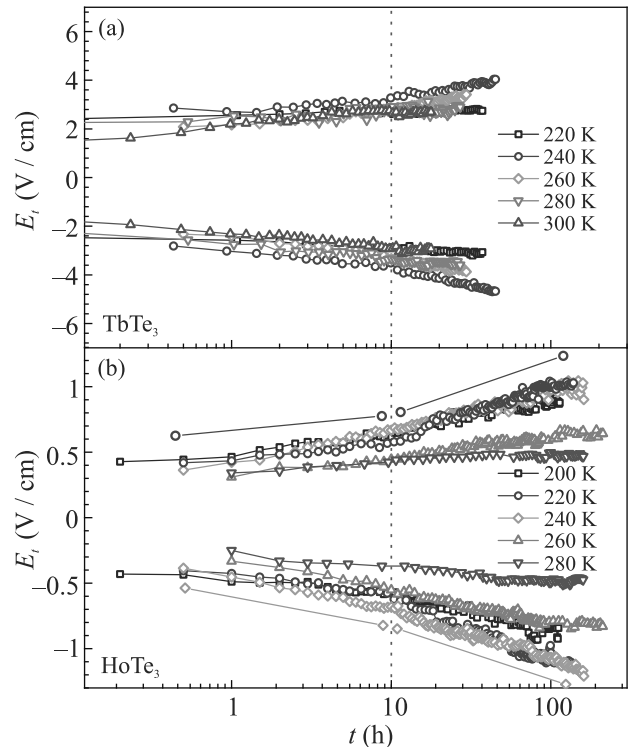 (a)
6
4
2
0
−2
−4
−6
E_t (V / cm)
220 K
240 K
260 K
280 K
300 K
TbTe₃
(b)
1
0.5
0
−0.5
−1
E_t (V / cm)
200 K
220 K
240 K
260 K
280 K
HoTe₃
1
10
100
t (h)